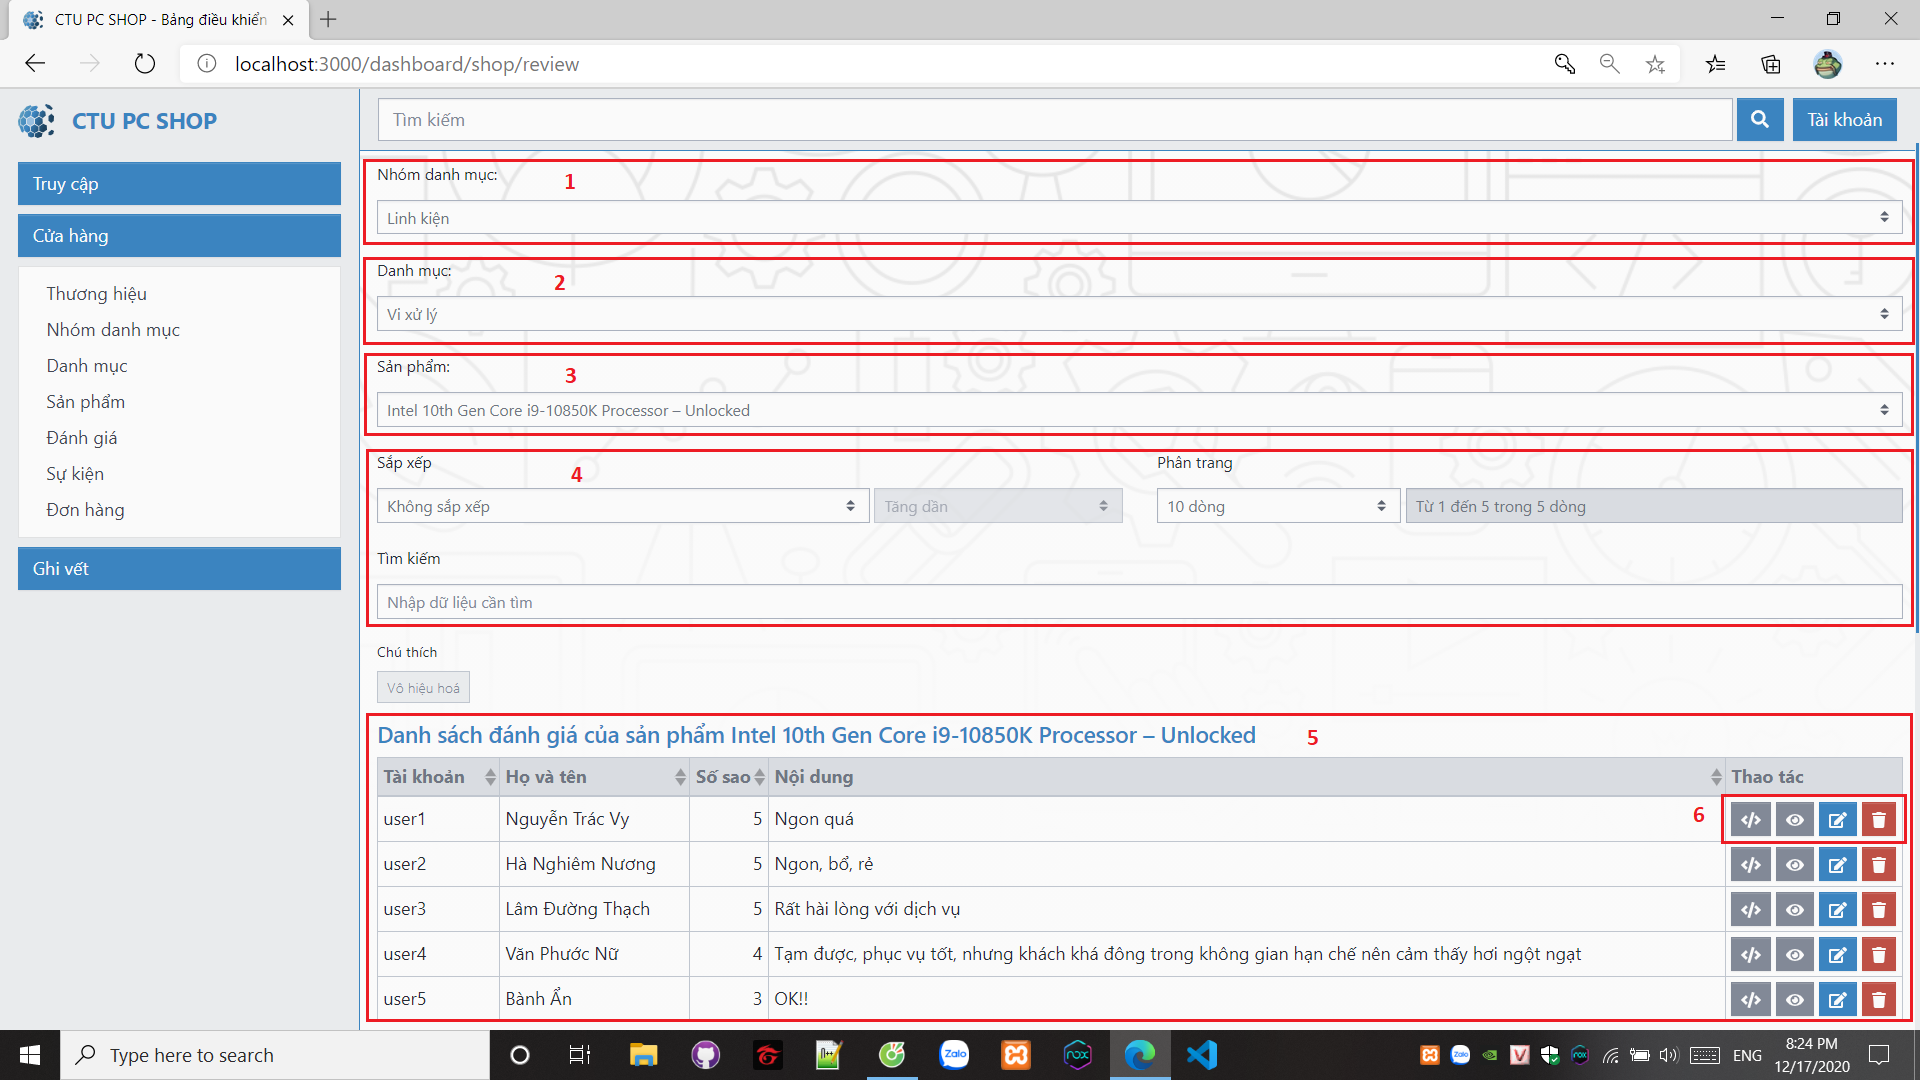 CTU PC SHOP - Bảng điều khiển
localhost:3000/dashboard/shop/review
CTU PC SHOP
Tìm kiếm
Tài khoản
Truy cập
Cửa hàng
Thương hiệu
Nhóm danh mục
Danh mục
Sản phẩm
Đánh giá
Sự kiện
Đơn hàng
Ghi vết
Nhóm danh mục: 1
Linh kiện
Danh mục: 2
Vi xử lý
Sản phẩm: 3
Intel 10th Gen Core i9-10850K Processor – Unlocked
Sắp xếp 4 Phân trang
Không sắp xếp Tăng dần 10 dòng Từ 1 đến 5 trong 5 dòng
Tìm kiếm
Nhập dữ liệu cần tìm
Chú thích
Vô hiệu hoá
Danh sách đánh giá của sản phẩm Intel 10th Gen Core i9-10850K Processor – Unlocked 5
Tài khoản Họ và tên Số sao Nội dung Thao tác
user1 Nguyễn Trác Vy 5 Ngon quá 6
user2 Hà Nghiêm Nương 5 Ngon, bổ, rẻ
user3 Lâm Đường Thạch 5 Rất hài lòng với dịch vụ
user4 Văn Phước Nữ 4 Tạm được, phục vụ tốt, nhưng khách khá đông trong không gian hạn chế nên cảm thấy hơi ngột ngạt
user5 Bành Ẩn 3 OK!!
Type here to search
Zalo
nox
ENG
8:24 PM
12/17/2020